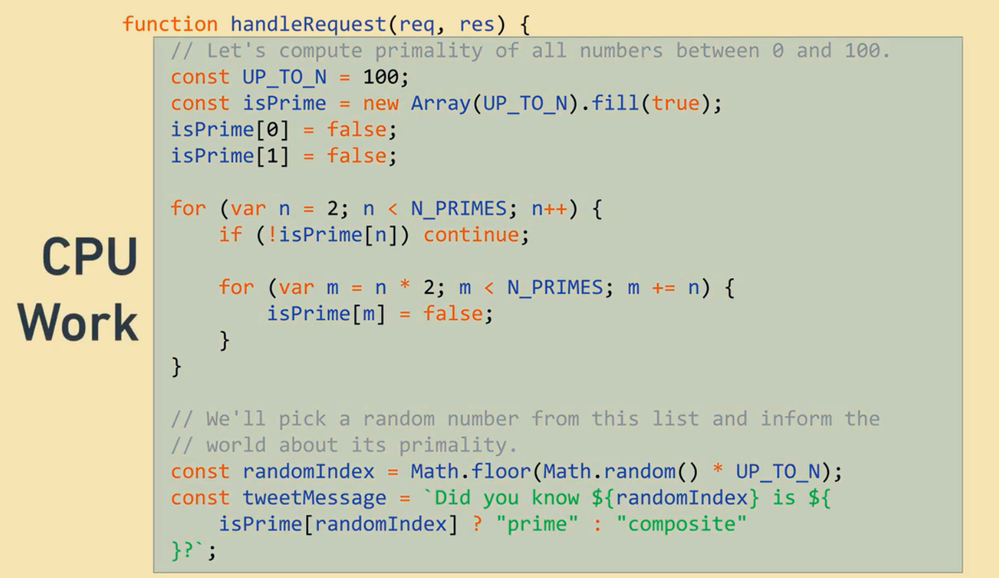 function handleRequest(req, res) {
// Let's compute primality of all numbers between 0 and 100.
const UP_TO_N = 100;
const isPrime = new Array(UP_TO_N).fill(true);
isPrime[0] = false;
isPrime[1] = false;
for (var n = 2; n < N_PRIMES; n++) {
if (!isPrime[n]) continue;
for (var m = n * 2; m < N_PRIMES; m += n) {
isPrime[m] = false;
}
}
// We'll pick a random number from this list and inform the
// world about its primality.
const randomIndex = Math.floor(Math.random() * UP_TO_N);
const tweetMessage = `Did you know ${randomIndex} is ${
isPrime[randomIndex] ? "prime" : "composite"
}?`;
CPU
Work